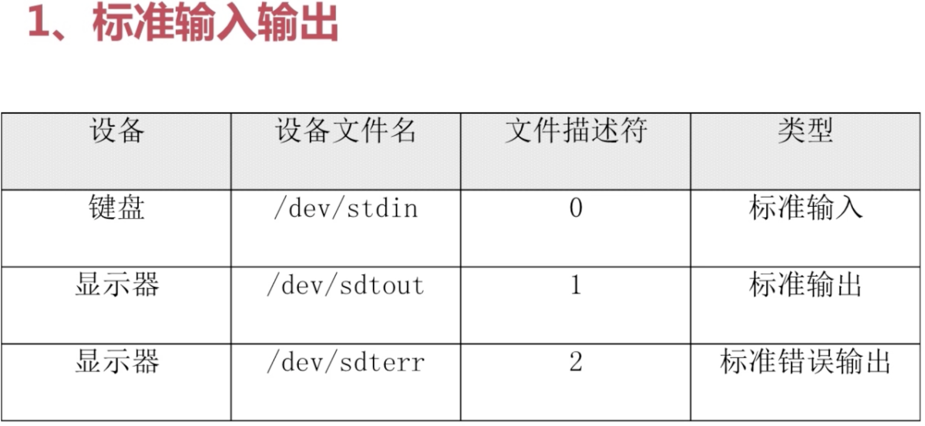 1、标准输入输出
设备 设备文件名 文件描述符 类型
键盘 /dev/stdin 0 标准输入
显示器 /dev/sdtout 1 标准输出
显示器 /dev/sdterr 2 标准错误输出